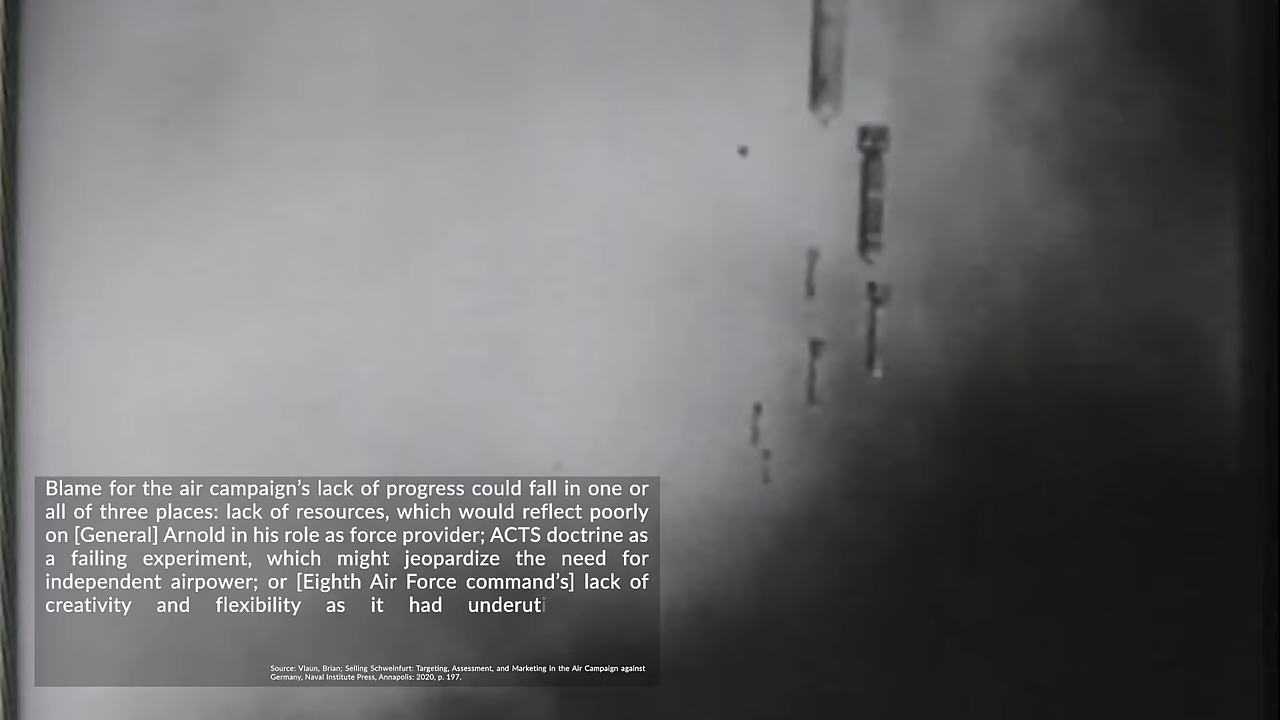 Blame for the air campaign’s lack of progress could fall in one or
all of three places: lack of resources, which would reflect poorly
on [General] Arnold in his role as force provider; ACTS doctrine as
a failing experiment, which might jeopardize the need for
independent airpower; or [Eighth Air Force command’s] lack of
creativity and flexibility as it had underuti
Source: Vlaun, Brian; Selling Schweinfurt: Targeting, Assessment, and Marketing in the Air Campaign against
Germany, Naval Institute Press, Annapolis: 2020, p. 197.